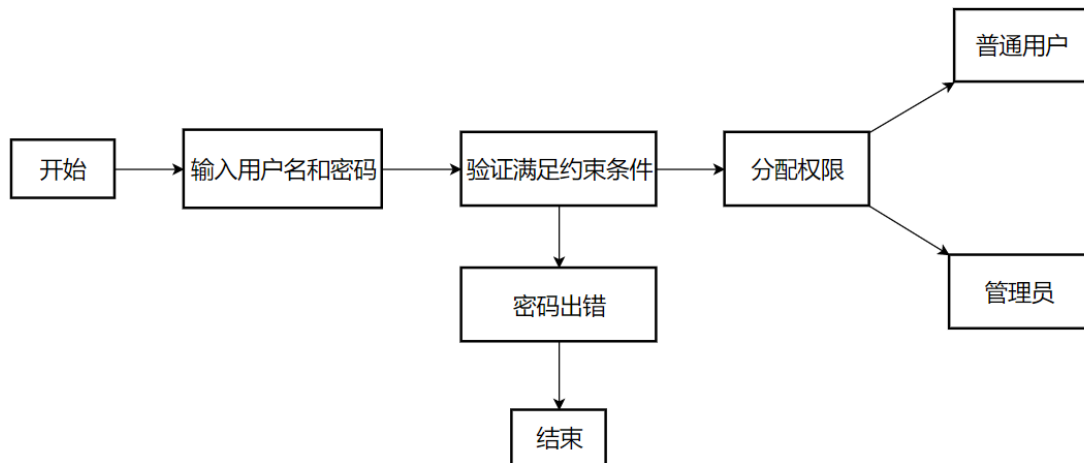 普通用户
开始
输入用户名和密码
验证满足约束条件
分配权限
密码出错
管理员
结束